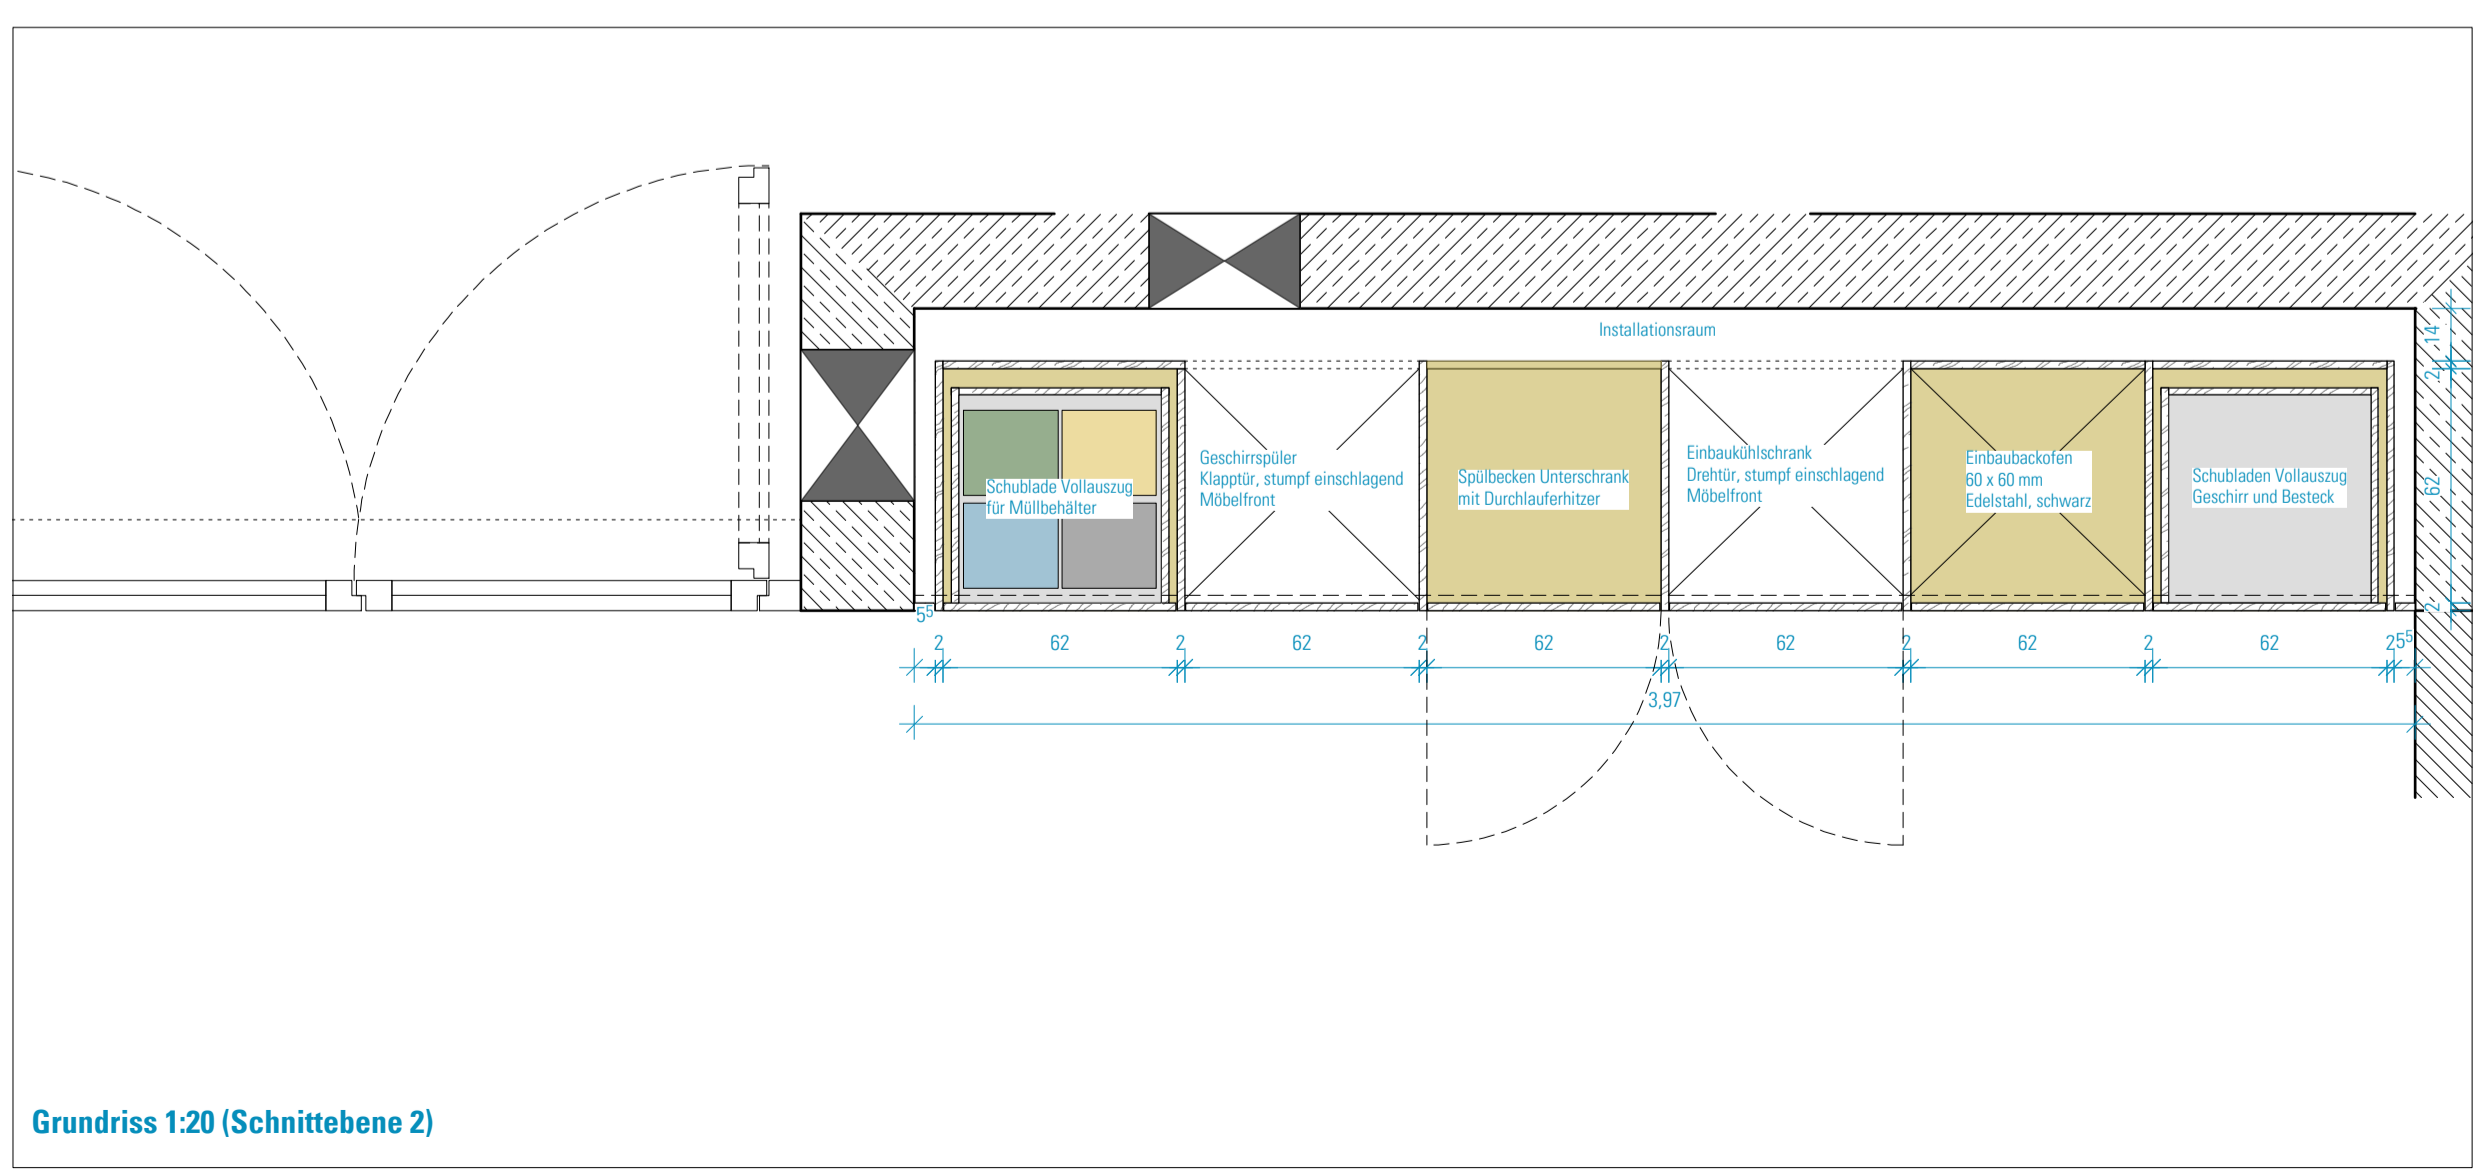 Installationsraum
14
2
62
2
Geschirrspüler
Klapptür, stumpf einschlagend
Möbelfront
Schublade Vollauszug
für Müllbehälter
Spülbecken Unterschrank
mit Durchlauferhitzer
Einbaukühlschrank
Drehtür, stumpf einschlagend
Möbelfront
Einbaubackofen
60 x 60 mm
Edelstahl, schwarz
Schubladen Vollauszug
Geschirr und Besteck
5⁵
2 62 2 62 2 62 2 62 2 62 2 62 2 5⁵
3,97
Grundriss 1:20 (Schnittebene 2)